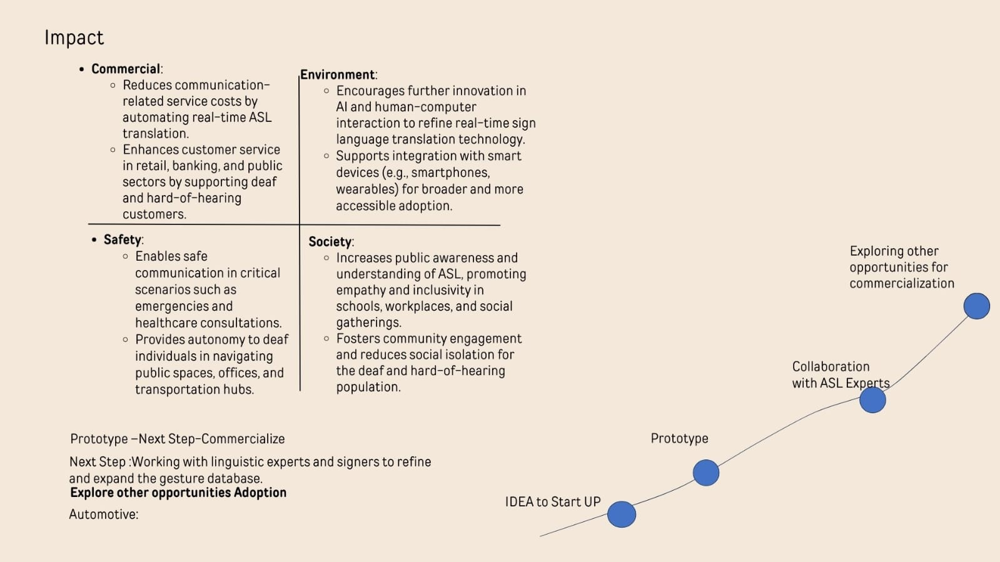 Impact
• Commercial:
○ Reduces communication-
related service costs by
automating real-time ASL
translation.
○ Enhances customer service
in retail, banking, and public
sectors by supporting deaf
and hard-of-hearing
customers.
Environment:
○ Encourages further innovation in
AI and human-computer
interaction to refine real-time sign
language translation technology.
○ Supports integration with smart
devices (e.g., smartphones,
wearables) for broader and more
accessible adoption.
• Safety:
○ Enables safe
communication in critical
scenarios such as
emergencies and
healthcare consultations.
○ Provides autonomy to deaf
individuals in navigating
public spaces, offices, and
transportation hubs.
Society:
○ Increases public awareness and
understanding of ASL, promoting
empathy and inclusivity in
schools, workplaces, and social
gatherings.
○ Fosters community engagement
and reduces social isolation for
the deaf and hard-of-hearing
population.
Prototype –Next Step-Commercialize
Next Step :Working with linguistic experts and signers to refine
and expand the gesture database.
Explore other opportunities Adoption
Automotive:
IDEA to Start UP
Prototype
Collaboration
with ASL Experts
Exploring other
opportunities for
commercialization